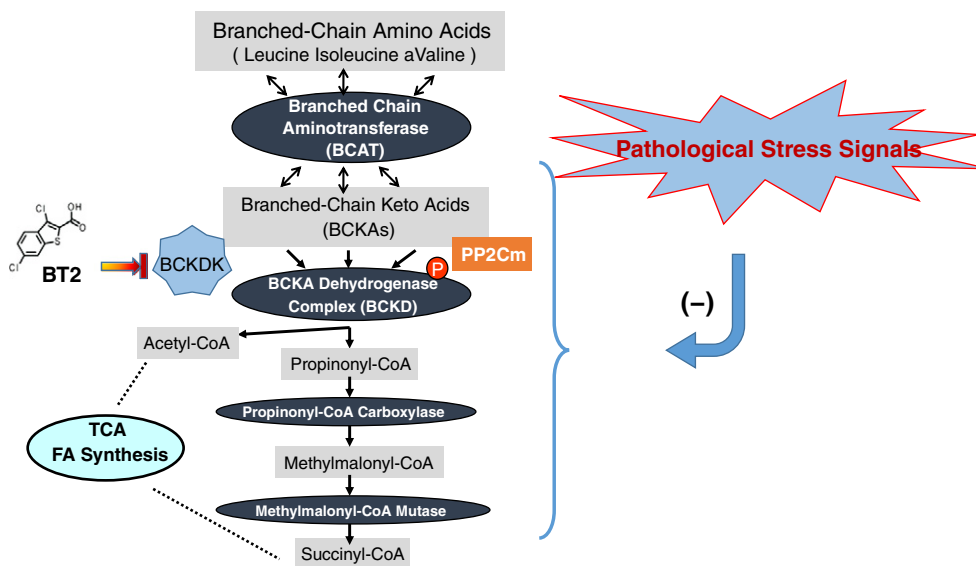 Branched-Chain Amino Acids
( Leucine Isoleucine aValine )
Branched Chain
Aminotransferase
(BCAT)
Pathological Stress Signals
Branched-Chain Keto Acids
(BCKAs)
Cl
OH
O
S
Cl
BT2
BCKDK
P
PP2Cm
BCKA Dehydrogenase
Complex (BCKD)
(−)
Acetyl-CoA
Propinonyl-CoA
Propinonyl-CoA Carboxylase
TCA
FA Synthesis
Methylmalonyl-CoA
Methylmalonyl-CoA Mutase
Succinyl-CoA